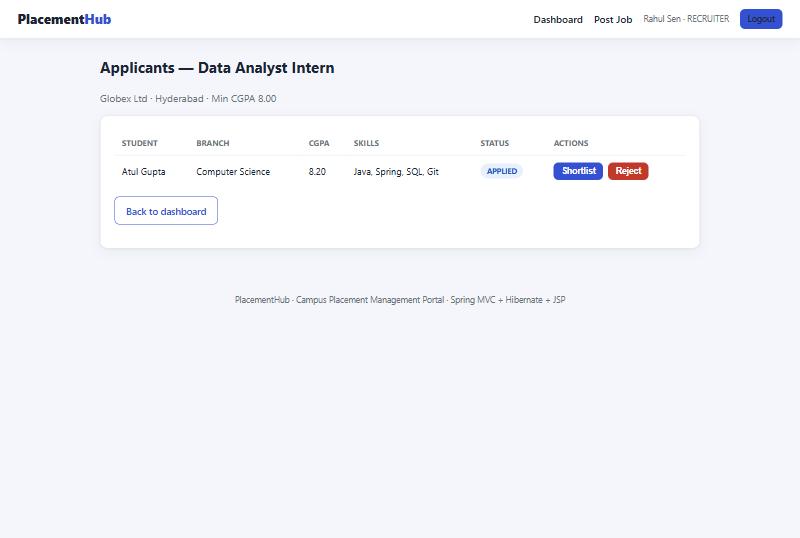 PlacementHub Dashboard Post Job Rahul Sen · RECRUITER Logout
Applicants — Data Analyst Intern
Globex Ltd · Hyderabad · Min CGPA 8.00
STUDENT BRANCH CGPA SKILLS STATUS ACTIONS
Atul Gupta Computer Science 8.20 Java, Spring, SQL, Git APPLIED Shortlist Reject
Back to dashboard
PlacementHub · Campus Placement Management Portal · Spring MVC + Hibernate + JSP